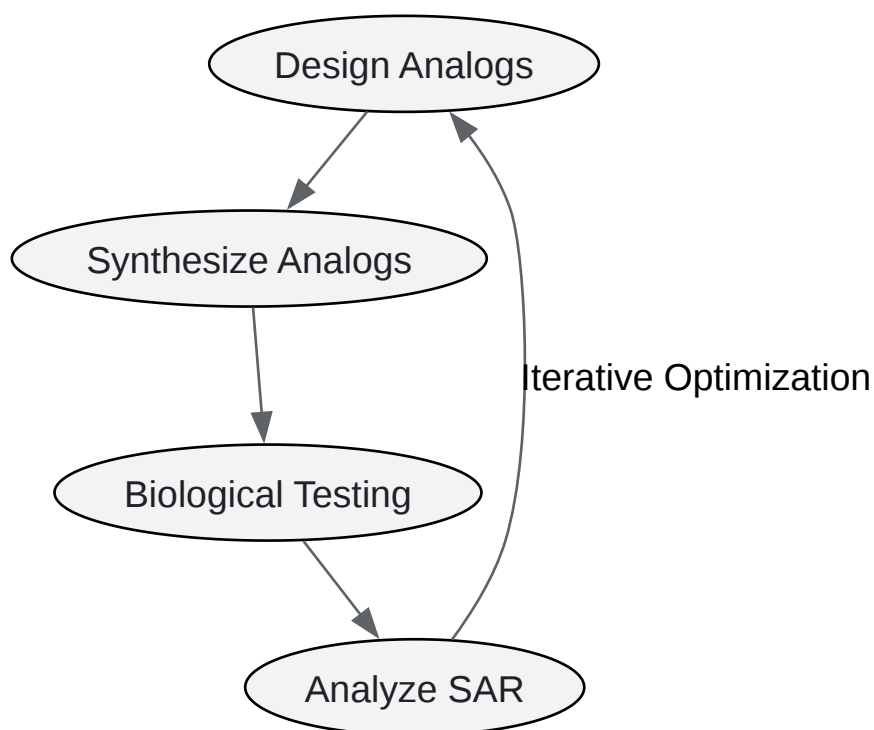 Design Analogs
Synthesize Analogs
Iterative Optimization
Biological Testing
Analyze SAR